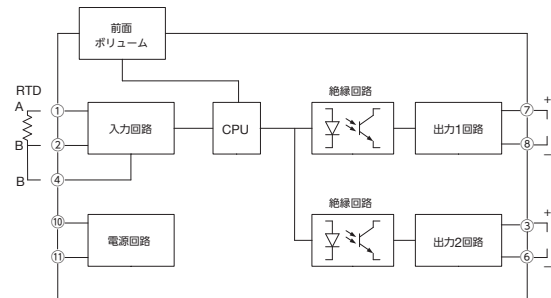 前面
ボリューム
RTD
A
①
②
B
④
B
入力回路
CPU
絶縁回路
出力1回路
⑦
+
⑧
−
⑩
⑪
電源回路
絶縁回路
出力2回路
③
+
⑥
−